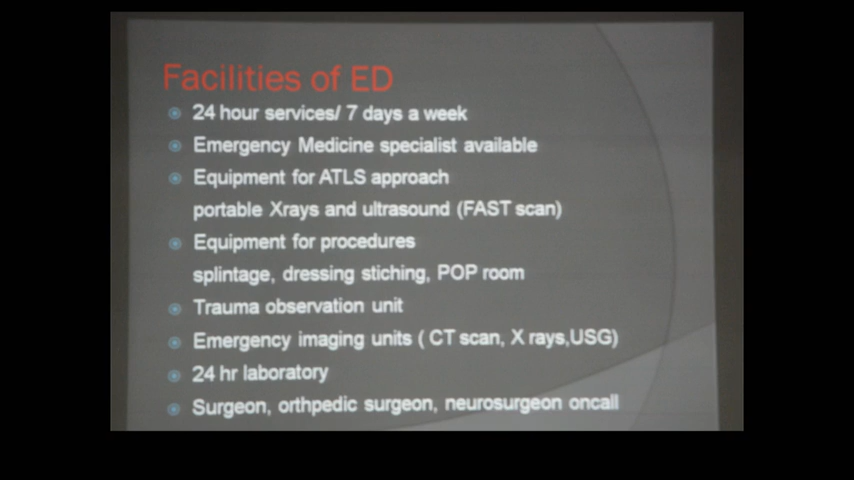 Facilities of ED
24 hour services/ 7 days a week
Emergency Medicine specialist available
Equipment for ATLS approach
portable Xrays and ultrasound (FAST scan)
Equipment for procedures
splintage, dressing stiching, POP room
Trauma observation unit
Emergency imaging units ( CT scan, X rays,USG)
24 hr laboratory
Surgeon, orthpedic surgeon, neurosurgeon oncall